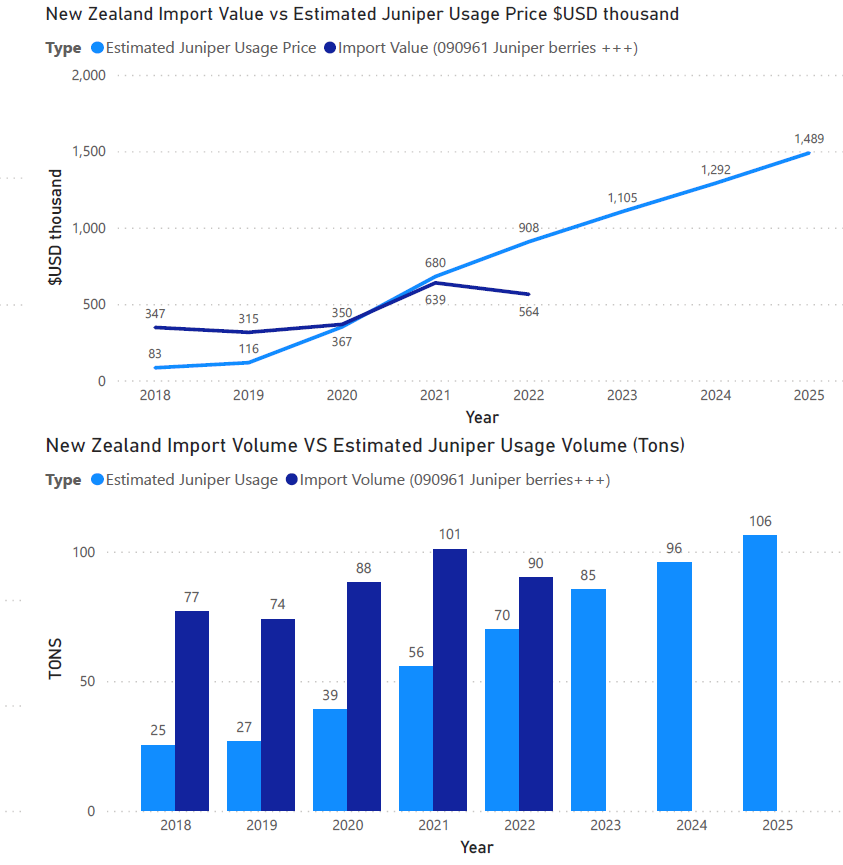 New Zealand Import Value vs Estimated Juniper Usage Price $USD thousand
Type Estimated Juniper Usage Price Import Value (090961 Juniper berries +++)
2,000
1,500
1,000
500
0
$USD thousand
347 315 350 680 908 1,105 1,292 1,489
83 116 367 639 564
2018 2019 2020 2021 2022 2023 2024 2025
Year
New Zealand Import Volume VS Estimated Juniper Usage Volume (Tons)
Type Estimated Juniper Usage Import Volume (090961 Juniper berries+++)
100
50
0
TONS
25 77 27 74 39 88 56 101 70 90 85 96 106
2018 2019 2020 2021 2022 2023 2024 2025
Year